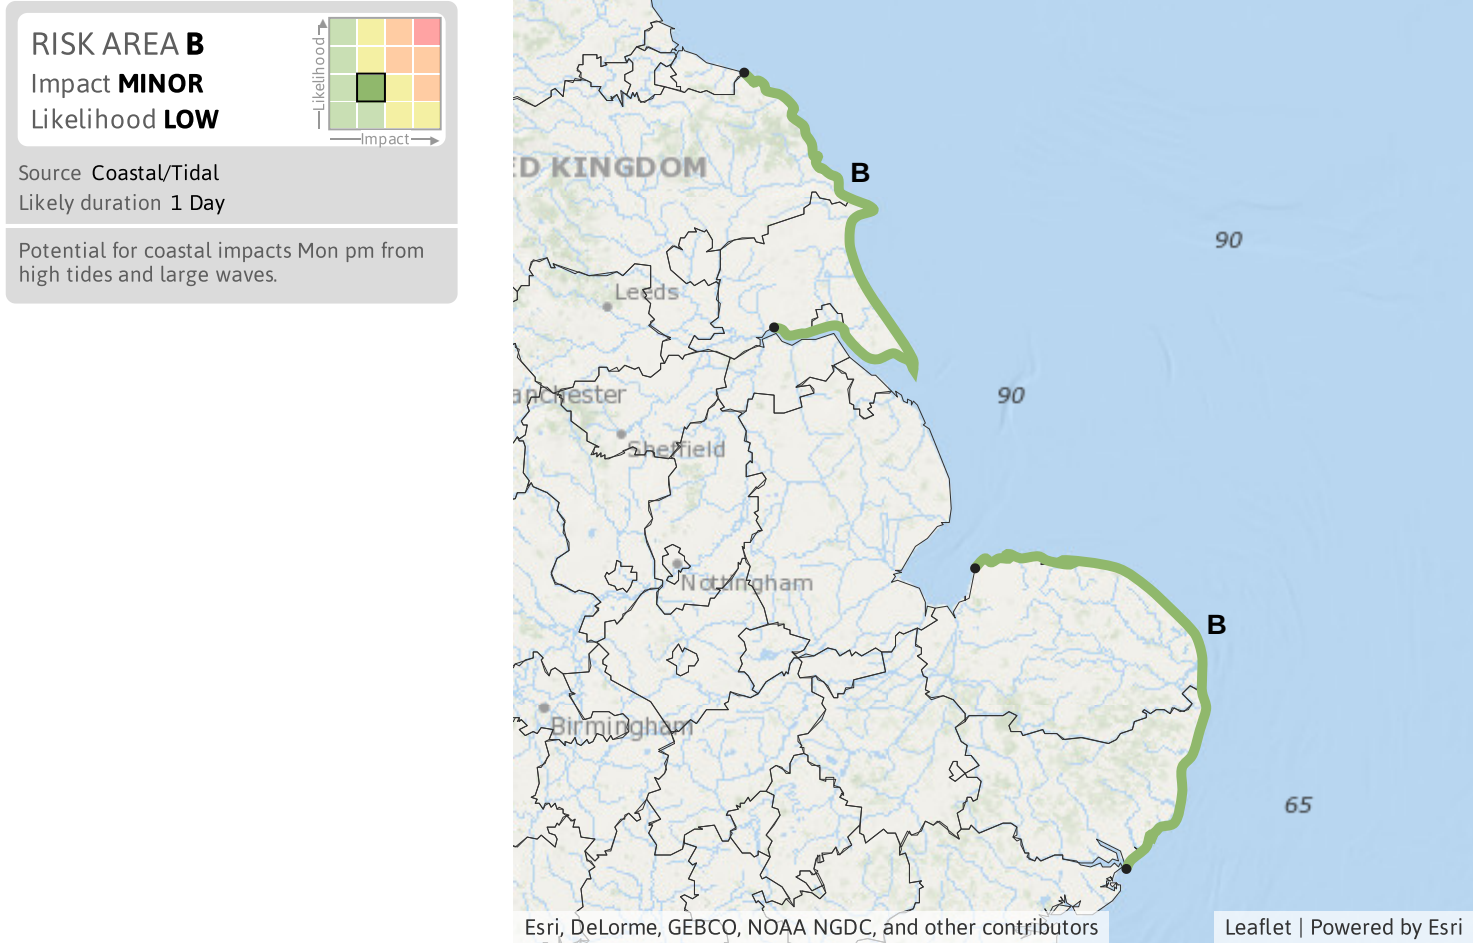 RISK AREA B
Impact MINOR
Likelihood LOW
Likelihood
Impact
Source Coastal/Tidal
Likely duration 1 Day
Potential for coastal impacts Mon pm from
high tides and large waves.
ED KINGDOM
B
90
Leeds
90
anchester
Sheffield
Nottingham
B
Birmingham
65
Esri, DeLorme, GEBCO, NOAA NGDC, and other contributors
Leaflet | Powered by Esri